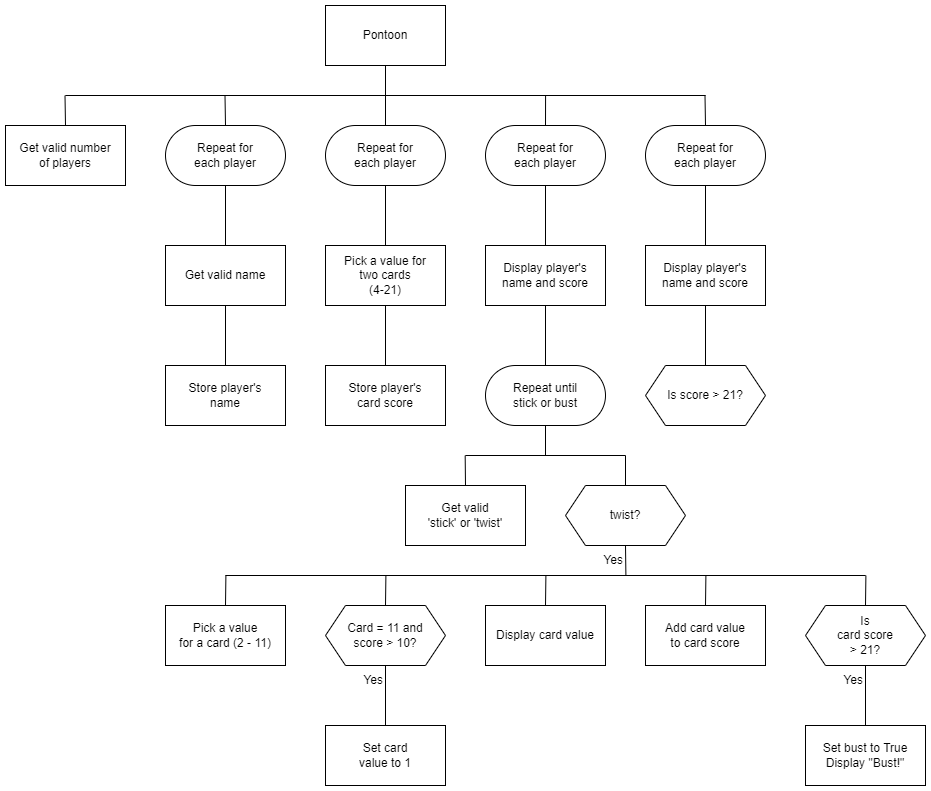 Pontoon
Get valid number
of players
Repeat for
each player
Repeat for
each player
Repeat for
each player
Repeat for
each player
Get valid name
Pick a value for
two cards
(4-21)
Display player's
name and score
Display player's
name and score
Store player's
name
Store player's
card score
Repeat until
stick or bust
Is score > 21?
Get valid
'stick' or 'twist'
twist?
Yes
Pick a value
for a card (2 - 11)
Card = 11 and
score > 10?
Display card value
Add card value
to card score
Is
card score
> 21?
Yes
Yes
Set card
value to 1
Set bust to True
Display "Bust!"